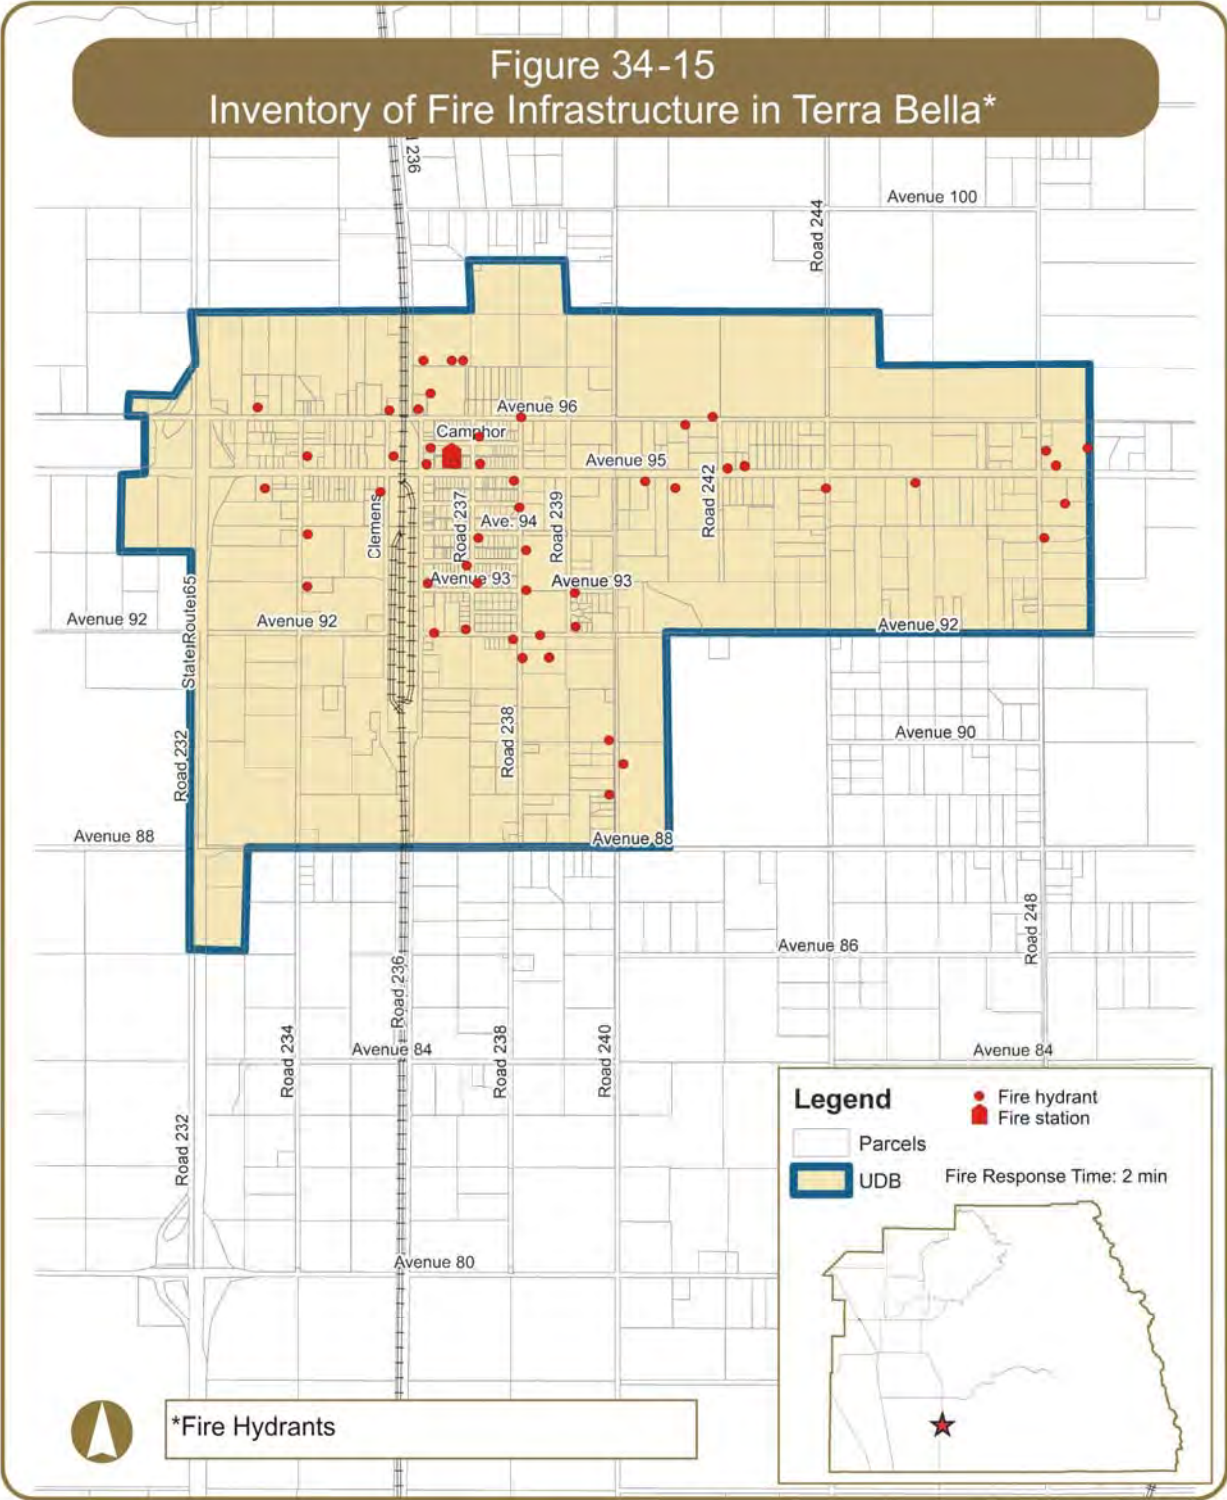 Figure 34-15
Inventory of Fire Infrastructure in Terra Bella*
236
Avenue 100
Road 244
Avenue 96
Camphor
Avenue 95
Road 242
Clemens
Road 237
Ave. 94
Road 239
Avenue 93
Avenue 93
State Route 65
Avenue 92
Avenue 92
Avenue 92
Road 238
Road 232
Avenue 90
Avenue 88
Avenue 88
Road 248
Avenue 86
Road 236
Road 234
Avenue 84
Road 238
Road 240
Avenue 84
Road 232
Avenue 80
Legend
Fire hydrant
Fire station
Parcels
UDB
Fire Response Time: 2 min
*Fire Hydrants